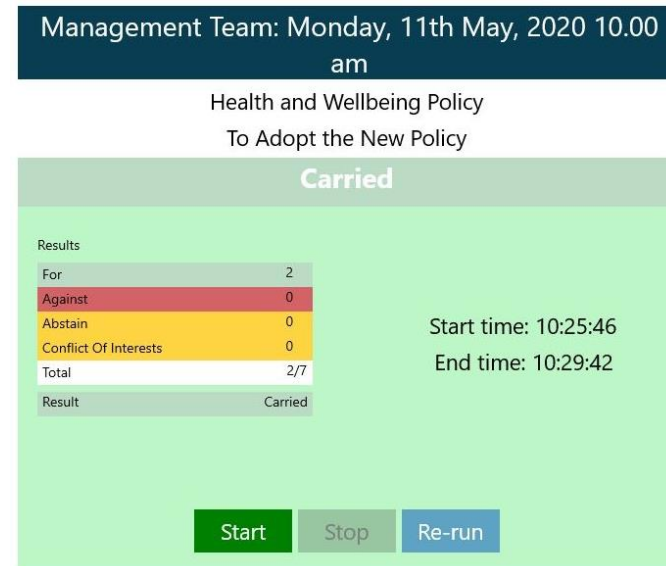 Management Team: Monday, 11th May, 2020 10.00
am
Health and Wellbeing Policy
To Adopt the New Policy
Carried
Results
For 2
Against 0
Abstain 0
Conflict Of Interests 0
Total 2/7
Result Carried
Start time: 10:25:46
End time: 10:29:42
Start Stop Re-run